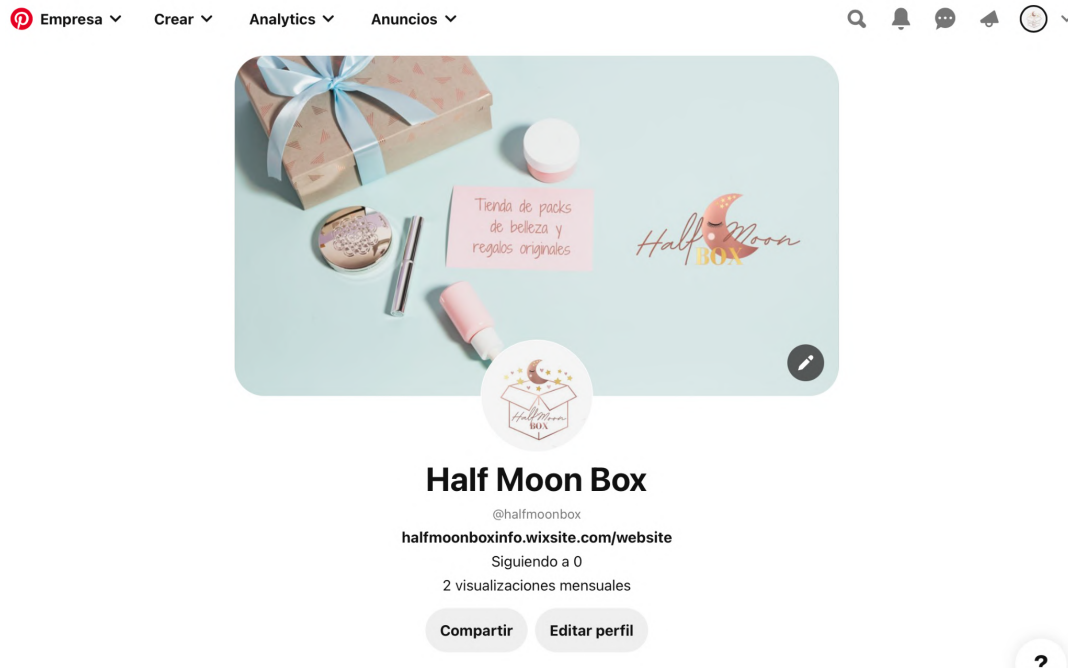 Empresa
Crear
Analytics
Anuncios
Tienda de packs
de belleza y
regalos originales
Half Moon
BOX
Half Moon
BOX
Half Moon Box
@halfmoonbox
halfmoonboxinfo.wixsite.com/website
Siguiendo a 0
2 visualizaciones mensuales
Compartir
Editar perfil
?